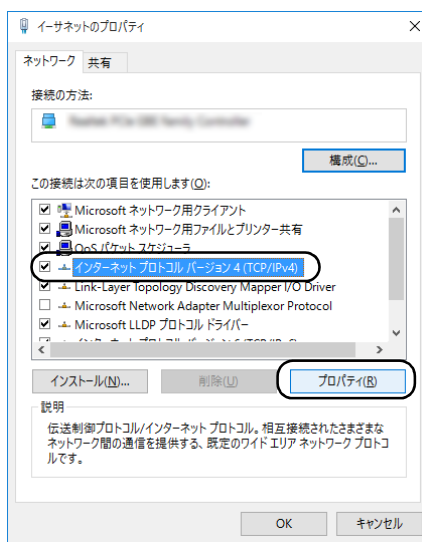 イーサネットのプロパティ
ネットワーク 共有
接続の方法:
構成(C)...
この接続は次の項目を使用します(O):
Microsoft ネットワーク用クライアント
Microsoft ネットワーク用ファイルとプリンター共有
QoS パケット スケジューラ
インターネット プロトコル バージョン 4 (TCP/IPv4)
Link-Layer Topology Discovery Mapper I/O Driver
Microsoft Network Adapter Multiplexor Protocol
Microsoft LLDP プロトコル ドライバー
インストール(N)... 削除(U) プロパティ(R)
説明
伝送制御プロトコル/インターネット プロトコル。相互接続されたさまざまな
ネットワーク間の通信を提供する、既定のワイド エリア ネットワーク プロトコ
ルです。
OK キャンセル